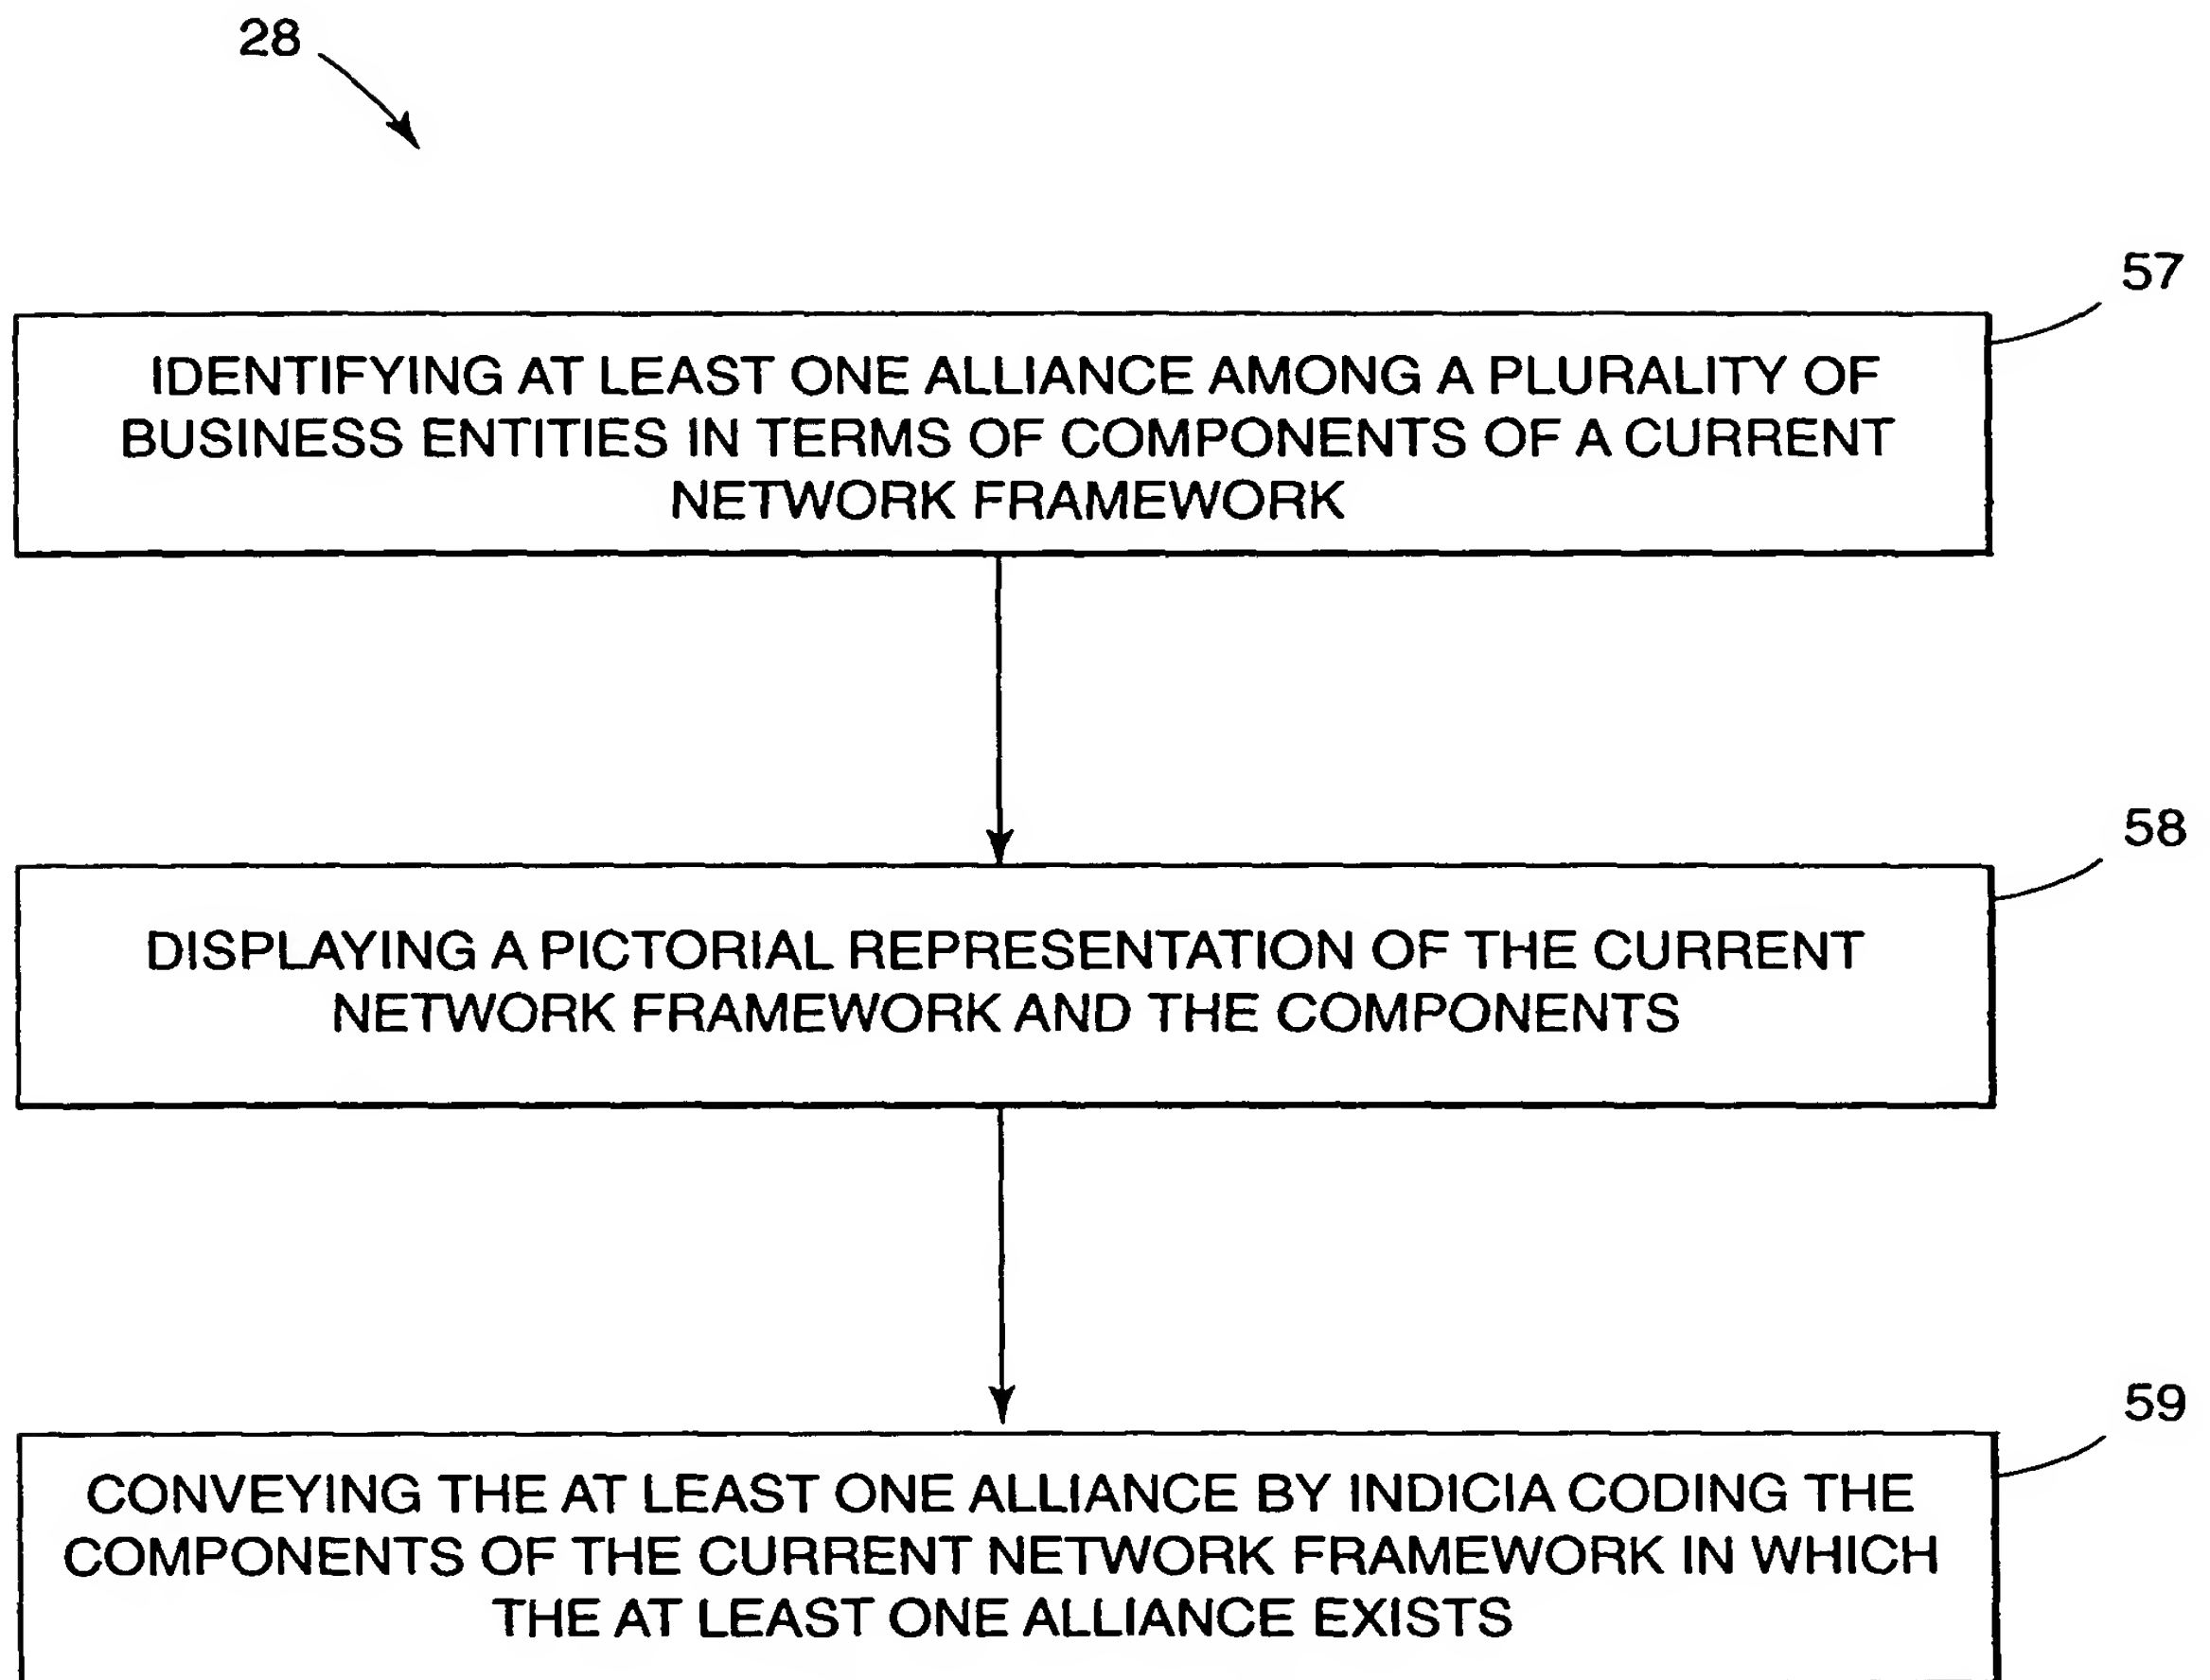 28
57
IDENTIFYING AT LEAST ONE ALLIANCE AMONG A PLURALITY OF
BUSINESS ENTITIES IN TERMS OF COMPONENTS OF A CURRENT
NETWORK FRAMEWORK
58
DISPLAYING A PICTORIAL REPRESENTATION OF THE CURRENT
NETWORK FRAMEWORK AND THE COMPONENTS
59
CONVEYING THE AT LEAST ONE ALLIANCE BY INDICIA CODING THE
COMPONENTS OF THE CURRENT NETWORK FRAMEWORK IN WHICH
THE AT LEAST ONE ALLIANCE EXISTS